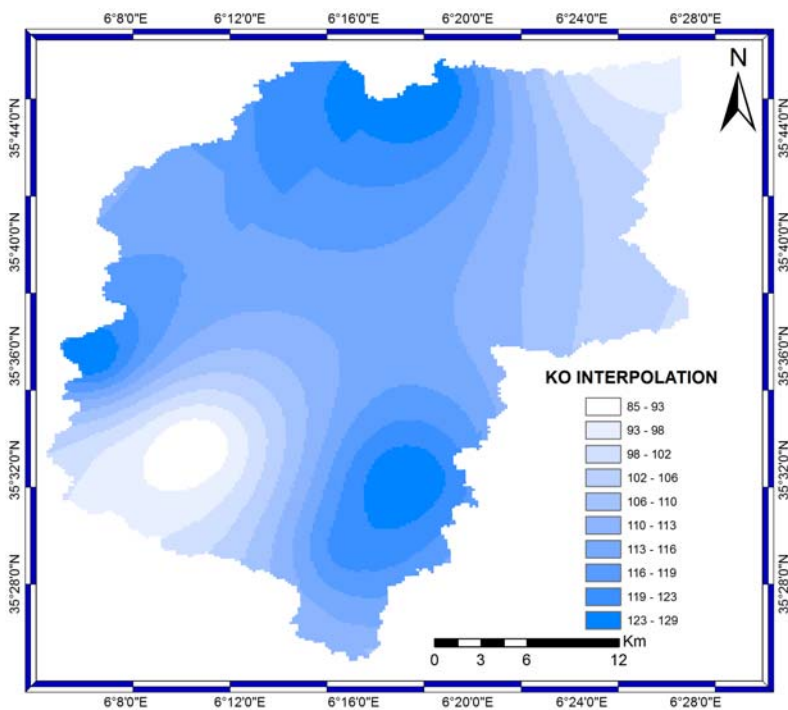 6°8'0"E 6°12'0"E 6°16'0"E 6°20'0"E 6°24'0"E 6°28'0"E
N
35°44'0"N 35°44'0"N
35°40'0"N 35°40'0"N
35°36'0"N 35°36'0"N
KO INTERPOLATION
85 - 93
93 - 98
98 - 102
102 - 106
35°32'0"N 35°32'0"N
106 - 110
110 - 113
113 - 116
116 - 119
35°28'0"N 35°28'0"N
119 - 123
123 - 129
Km
0 3 6 12
6°8'0"E 6°12'0"E 6°16'0"E 6°20'0"E 6°24'0"E 6°28'0"E